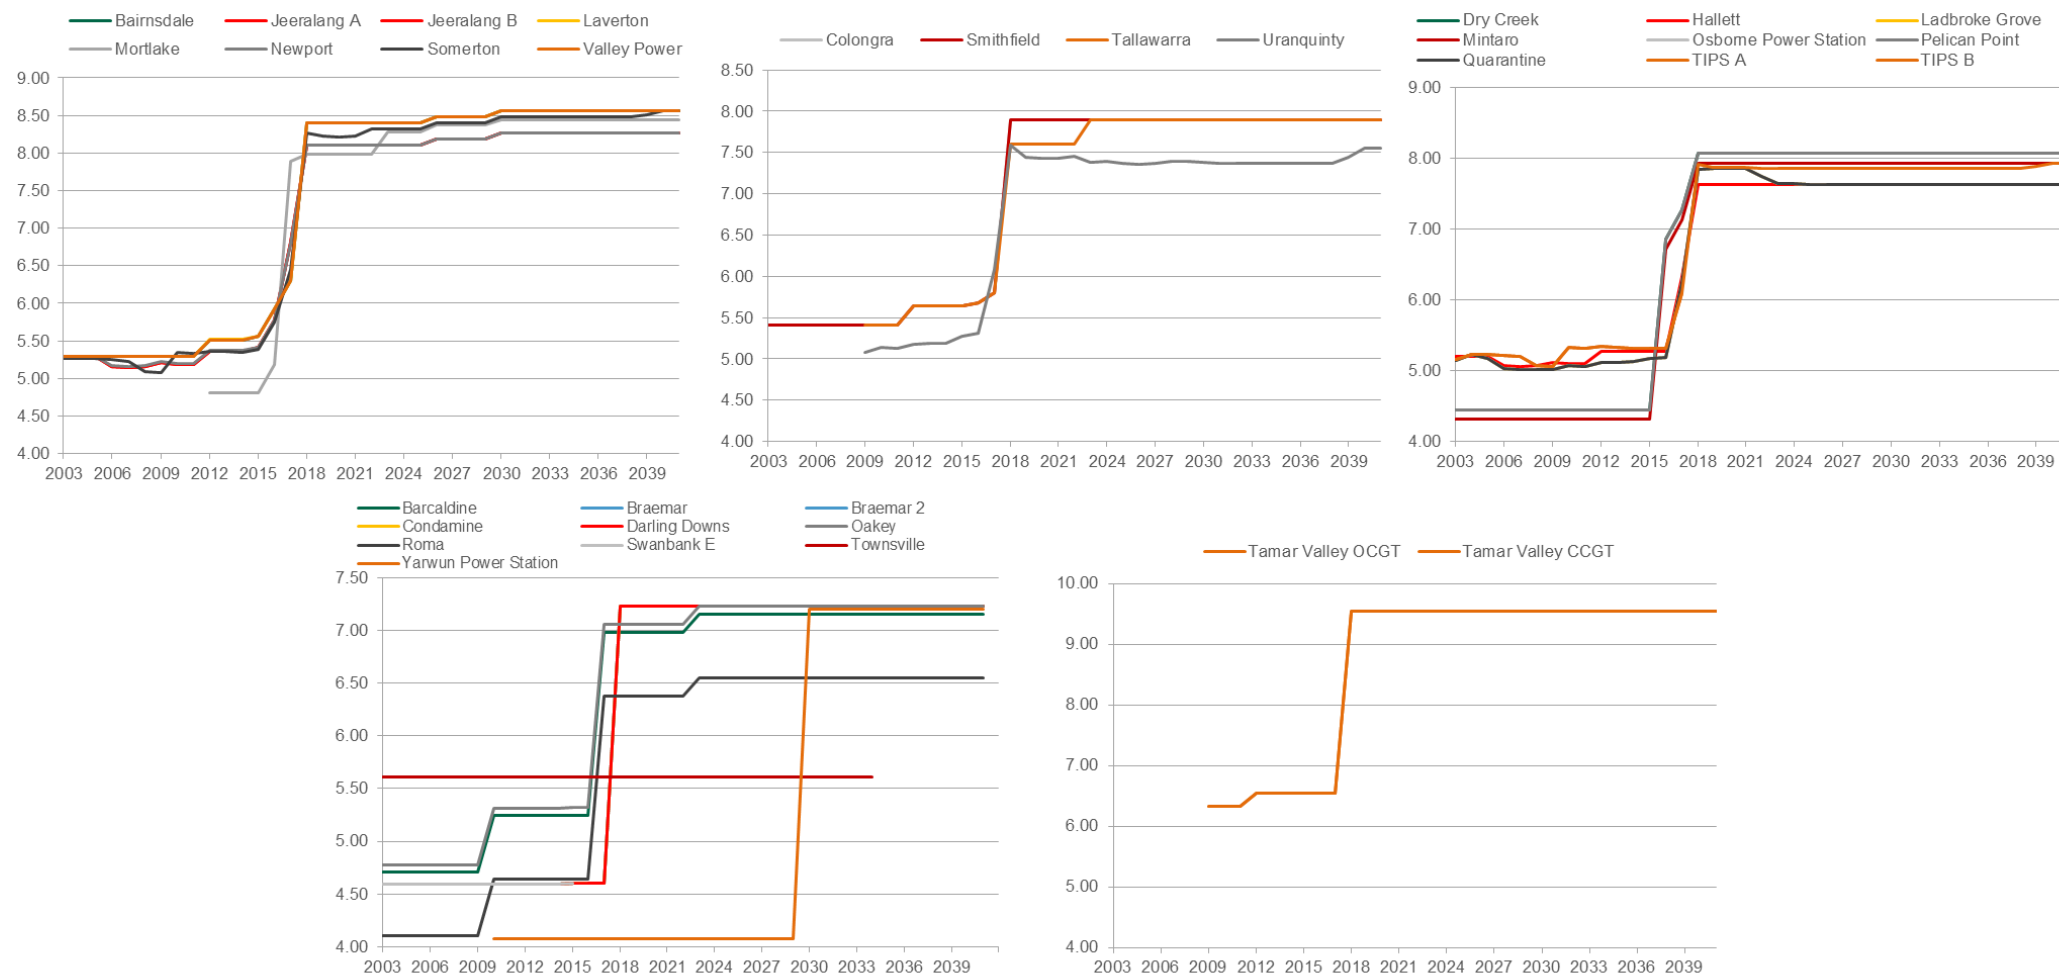 Bairnsdale Jeeralang A Jeeralang B Laverton
Mortlake Newport Somerton Valley Power
9.00
8.50
8.00
7.50
7.00
6.50
6.00
5.50
5.00
4.50
4.00
2003 2006 2009 2012 2015 2018 2021 2024 2027 2030 2033 2036 2039
Colongra Smithfield Tallawarra Uranquinty
8.50
8.00
7.50
7.00
6.50
6.00
5.50
5.00
4.50
4.00
2003 2006 2009 2012 2015 2018 2021 2024 2027 2030 2033 2036 2039
Dry Creek Hallett Ladbroke Grove
Mintaro Osborne Power Station Pelican Point
Quarantine TIPS A TIPS B
9.00
8.00
7.00
6.00
5.00
4.00
2003 2006 2009 2012 2015 2018 2021 2024 2027 2030 2033 2036 2039
Barcaldine Braemar Braemar 2
Condamine Darling Downs Oakey
Roma Swanbank E Townsville
Yarwun Power Station
7.50
7.00
6.50
6.00
5.50
5.00
4.50
4.00
2003 2006 2009 2012 2015 2018 2021 2024 2027 2030 2033 2036 2039
Tamar Valley OCGT Tamar Valley CCGT
10.00
9.00
8.00
7.00
6.00
5.00
4.00
2003 2006 2009 2012 2015 2018 2021 2024 2027 2030 2033 2036 2039